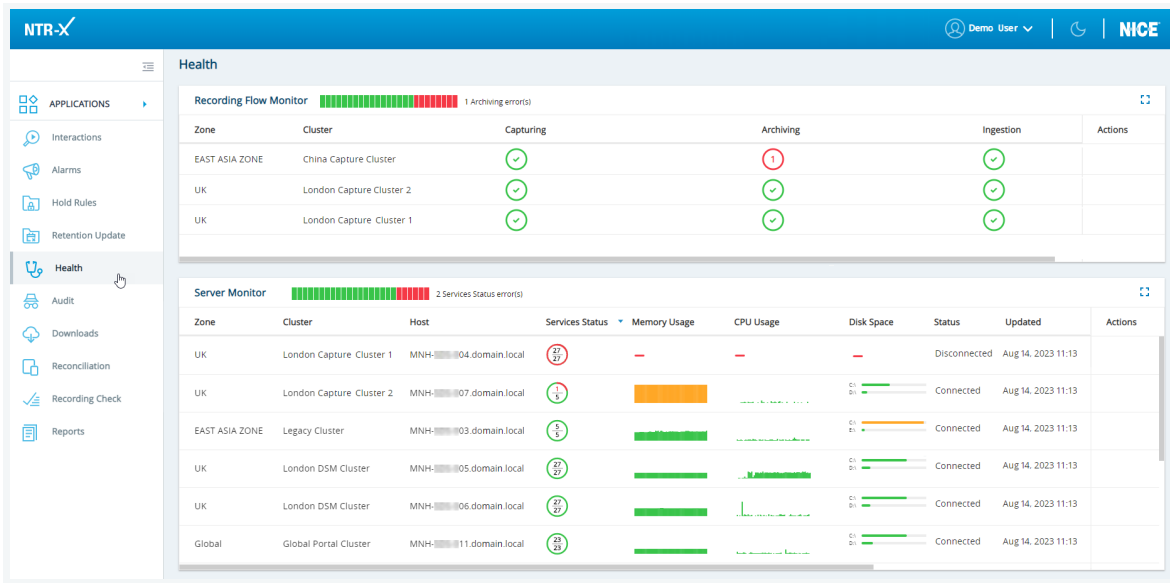 NTR-X
Demo User
NICE
Health
APPLICATIONS
Interactions
Alarms
Hold Rules
Retention Update
Health
Audit
Downloads
Reconciliation
Recording Check
Reports
Recording Flow Monitor 1 Archiving error(s)
Zone Cluster Capturing Archiving Ingestion Actions
EAST ASIA ZONE China Capture Cluster 1
UK London Capture Cluster 2
UK London Capture Cluster 1
Server Monitor 2 Services Status error(s)
Zone Cluster Host Services Status Memory Usage CPU Usage Disk Space Status Updated Actions
UK London Capture Cluster 1 MNH- 04.domain.local 27/27 Disconnected Aug 14, 2023 11:13
UK London Capture Cluster 2 MNH- 07.domain.local 1/5 C:\ D:\ Connected Aug 14, 2023 11:13
EAST ASIA ZONE Legacy Cluster MNH- 03.domain.local 5/5 C:\ E:\ Connected Aug 14, 2023 11:13
UK London DSM Cluster MNH- 05.domain.local 27/27 C:\ D:\ Connected Aug 14, 2023 11:13
UK London DSM Cluster MNH- 06.domain.local 27/27 C:\ D:\ Connected Aug 14, 2023 11:13
Global Global Portal Cluster MNH- 11.domain.local 23/23 C:\ D:\ Connected Aug 14, 2023 11:13